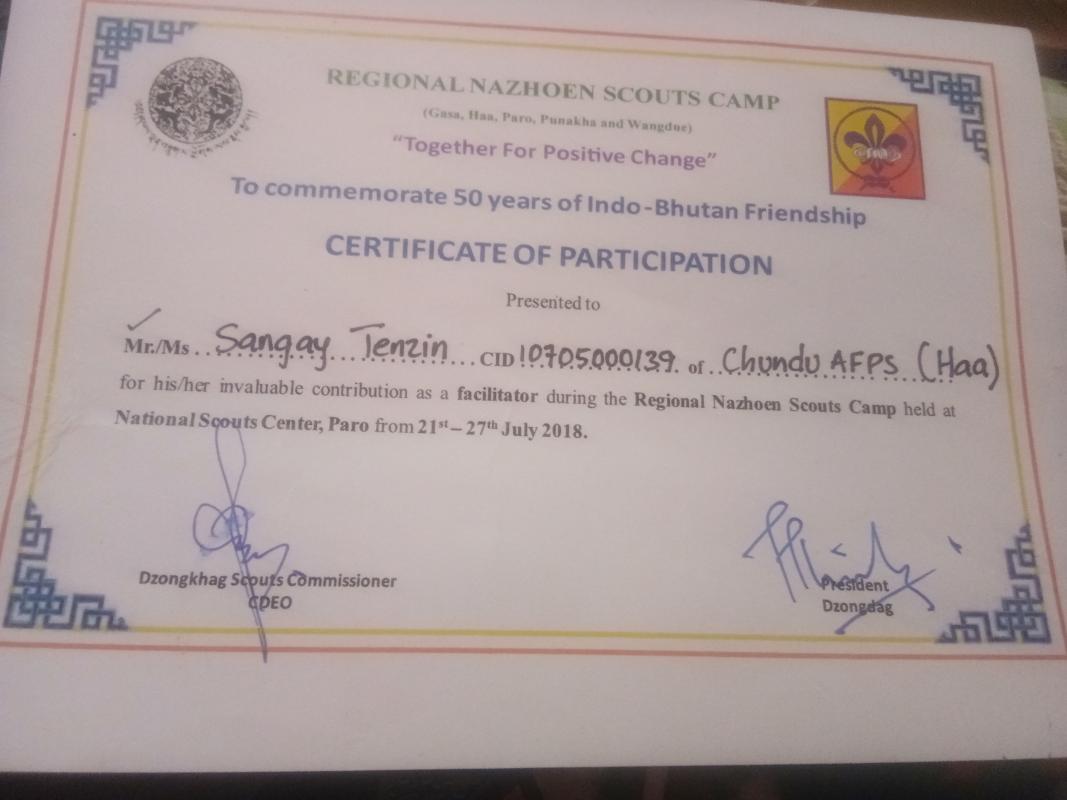 REGIONAL NAZHOEN SCOUTS CAMP
(Gasa, Haa, Paro, Punakha and Wangdue)
“Together For Positive Change”
To commemorate 50 years of Indo-Bhutan Friendship
CERTIFICATE OF PARTICIPATION
Presented to
Mr./Ms Sangay Tenzin CID 10705000139 of Chundu AFPS (Haa)
for his/her invaluable contribution as a facilitator during the Regional Nazhoen Scouts Camp held at
National Scouts Center, Paro from 21st – 27th July 2018.
Dzongkhag Scouts Commissioner
CDEO
President
Dzongdag